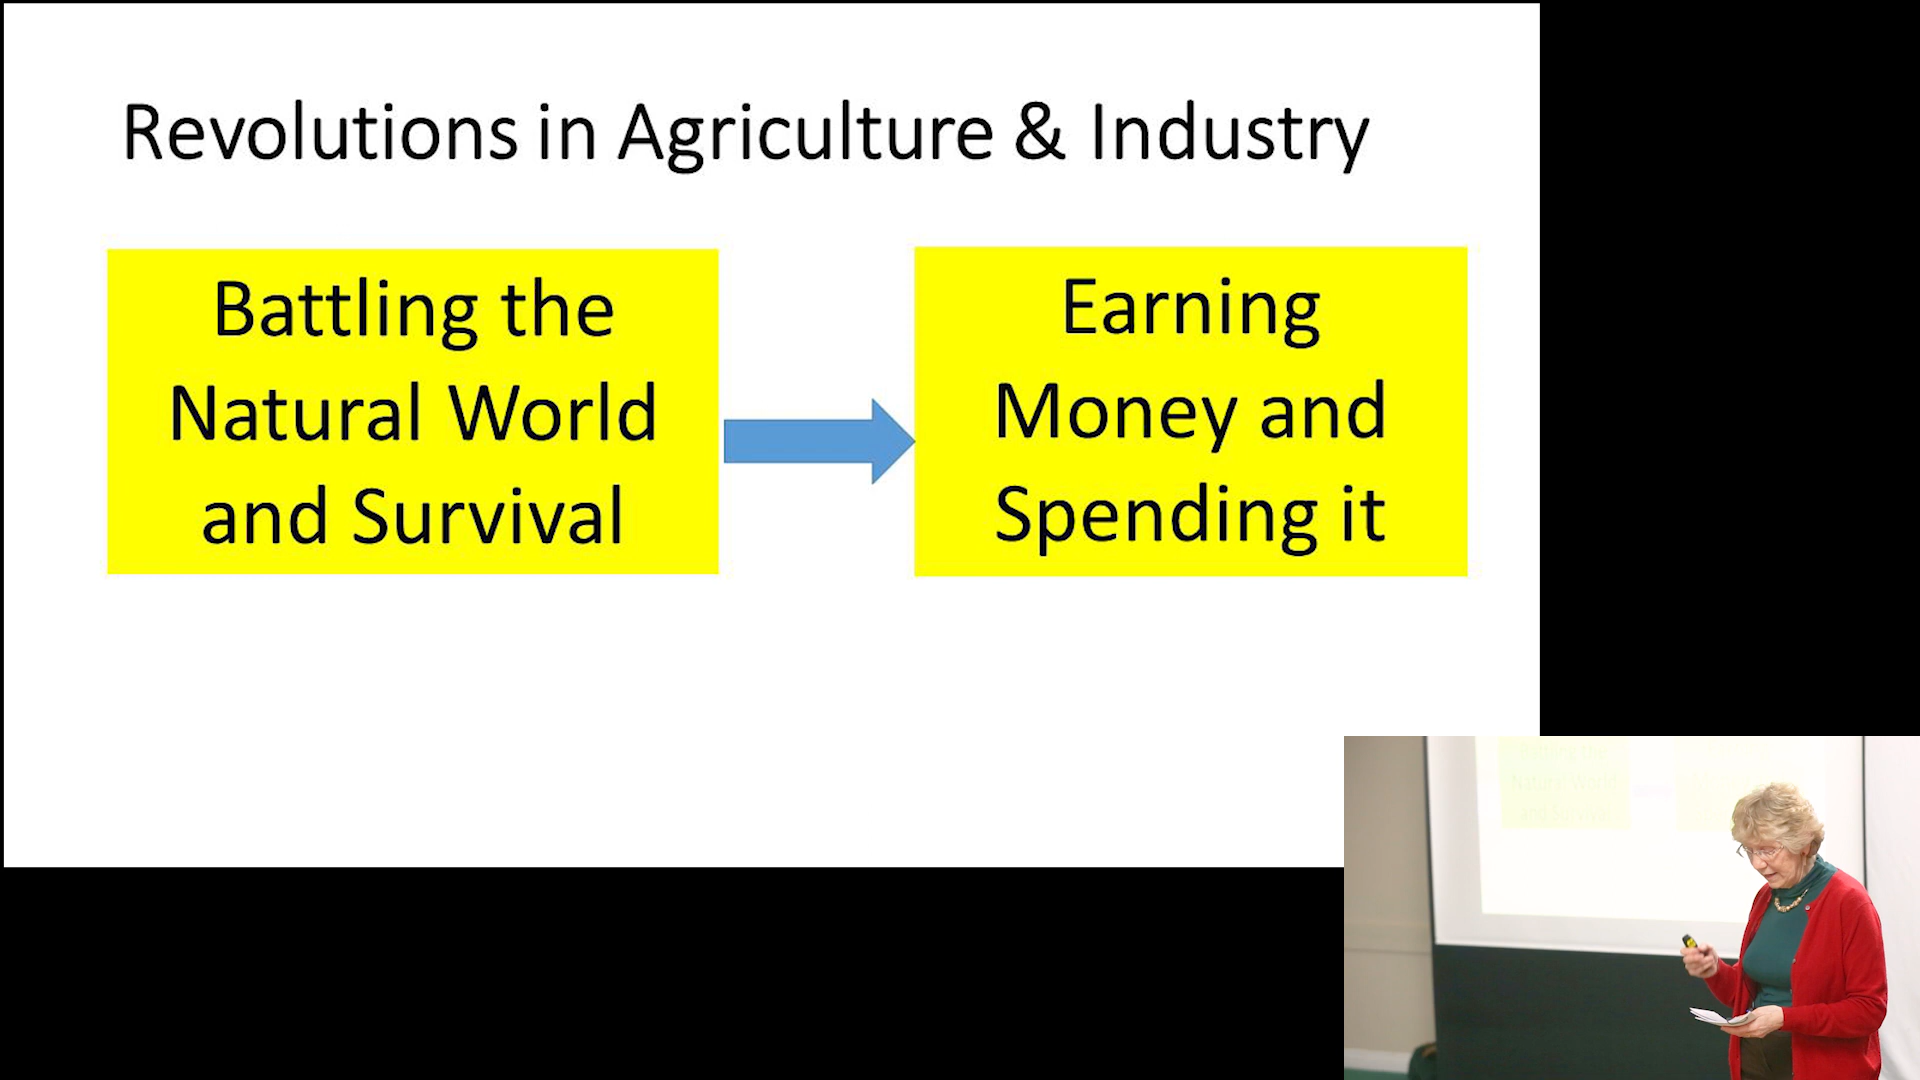 Revolutions in Agriculture & Industry
Battling the
Natural World
and Survival
Earning
Money and
Spending it